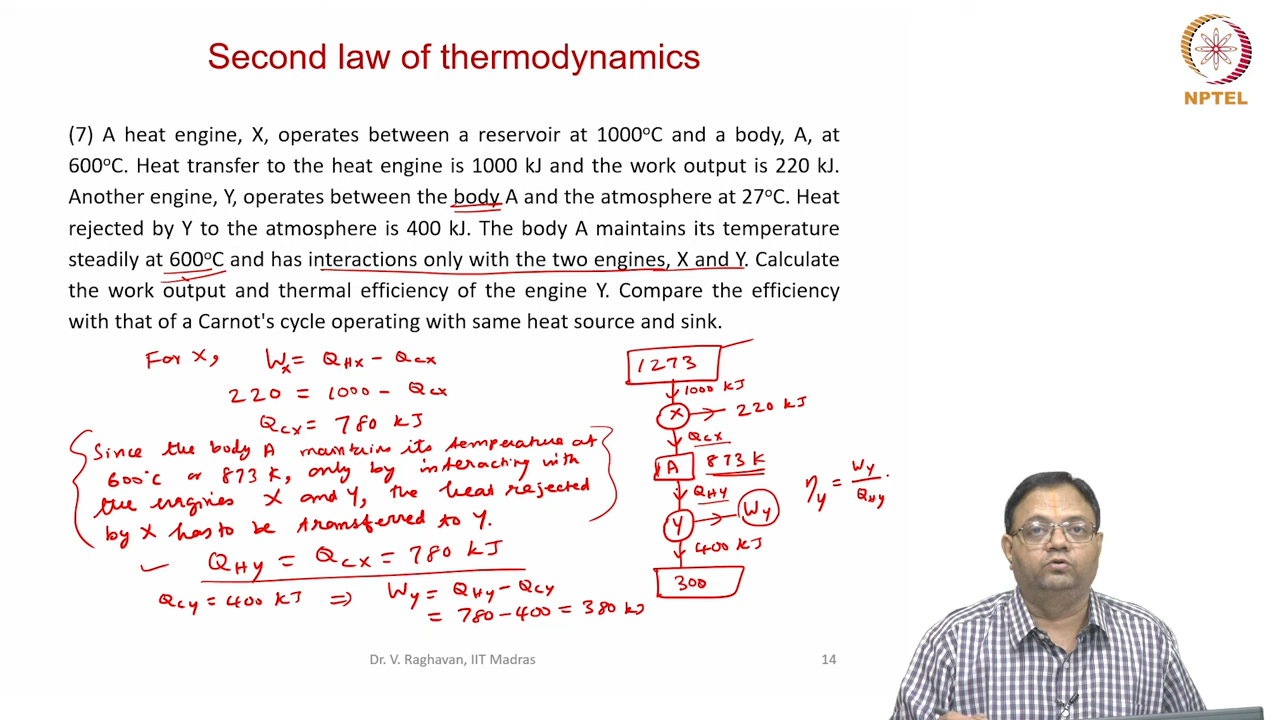 Second law of thermodynamics
NPTEL
(7) A heat engine, X, operates between a reservoir at 1000°C and a body, A, at
600°C. Heat transfer to the heat engine is 1000 kJ and the work output is 220 kJ.
Another engine, Y, operates between the body A and the atmosphere at 27°C. Heat
rejected by Y to the atmosphere is 400 kJ. The body A maintains its temperature
steadily at 600°C and has interactions only with the two engines, X and Y. Calculate
the work output and thermal efficiency of the engine Y. Compare the efficiency
with that of a Carnot's cycle operating with same heat source and sink.
For X, Wx = QHX - QCX
220 = 1000 - QCX
QCX = 780 kJ
Since the body A maintains its temperature at
600°C or 873 K, only by interacting with
the engines X and Y, the heat rejected
by X has to be transferred to Y.
QHY = QCX = 780 kJ
QCY = 400 kJ ⇒ WY = QHY - QCY
= 780 - 400 = 380 kJ
1273
1000 kJ
X 220 kJ
QCX
A 873 K
QHY
Y WY
400 kJ
300
ηY = WY / QHY
Dr. V. Raghavan, IIT Madras
14